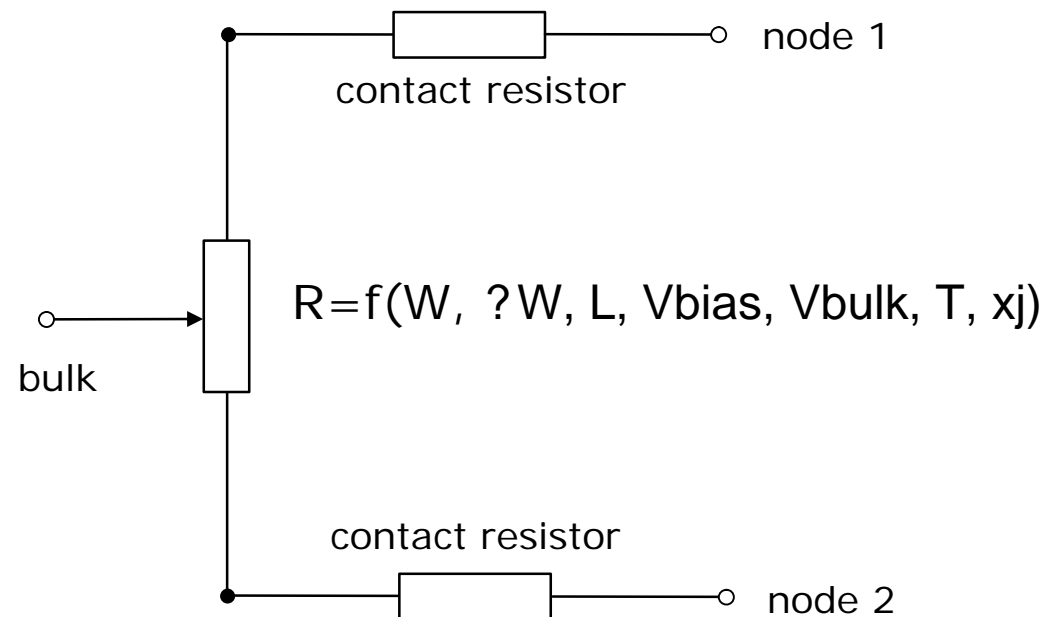 node 1
contact resistor
R=f(W, ?W, L, Vbias, Vbulk, T, xj)
bulk
contact resistor
node 2